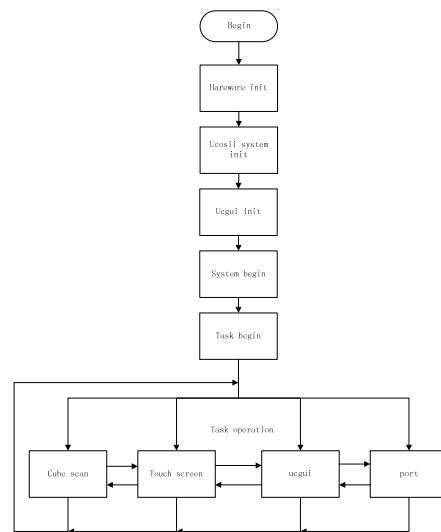 Begin
Hareware init
Ucosii system
init
Ucgui init
System begin
Task begin
Task operation
Cube scan
Touch screen
ucgui
port